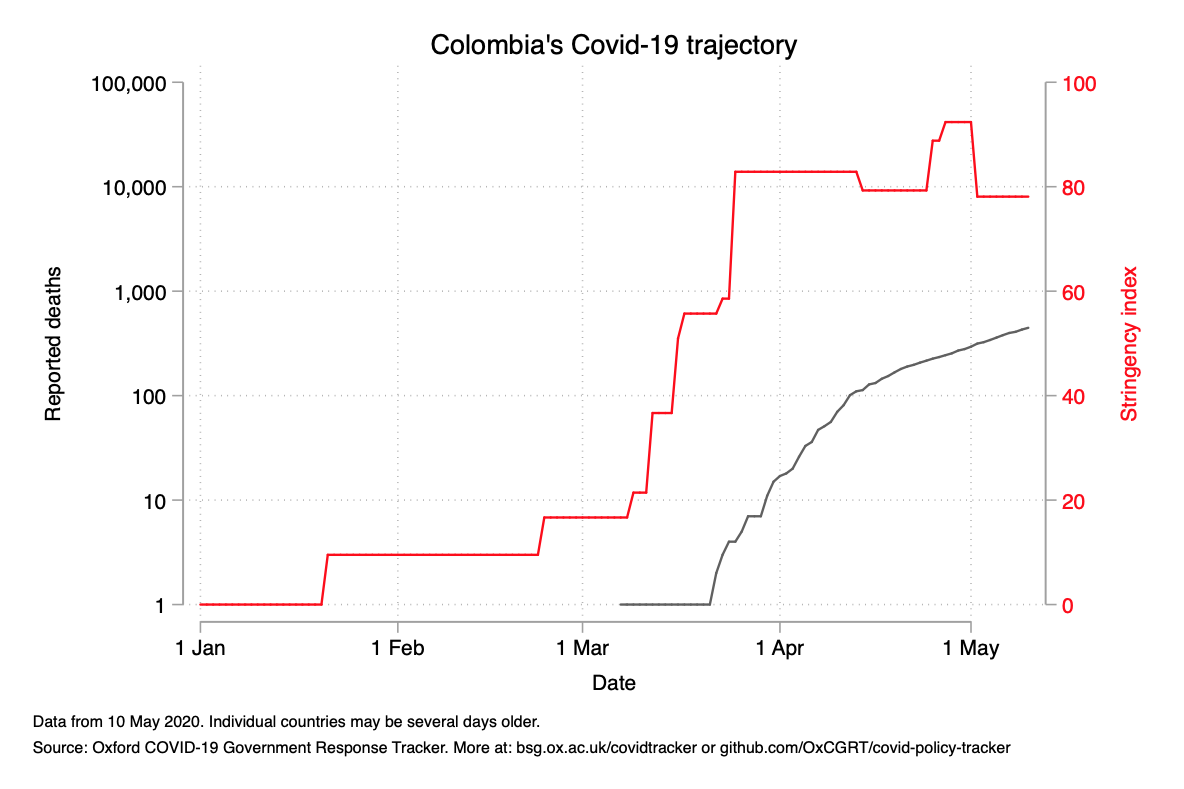 Colombia's Covid-19 trajectory
100,000
10,000
1,000
100
10
1
Reported deaths
100
80
60
40
20
0
Stringency index
1 Jan
1 Feb
1 Mar
1 Apr
1 May
Date
Data from 10 May 2020. Individual countries may be several days older.
Source: Oxford COVID-19 Government Response Tracker. More at: bsg.ox.ac.uk/covidtracker or github.com/OxCGRT/covid-policy-tracker